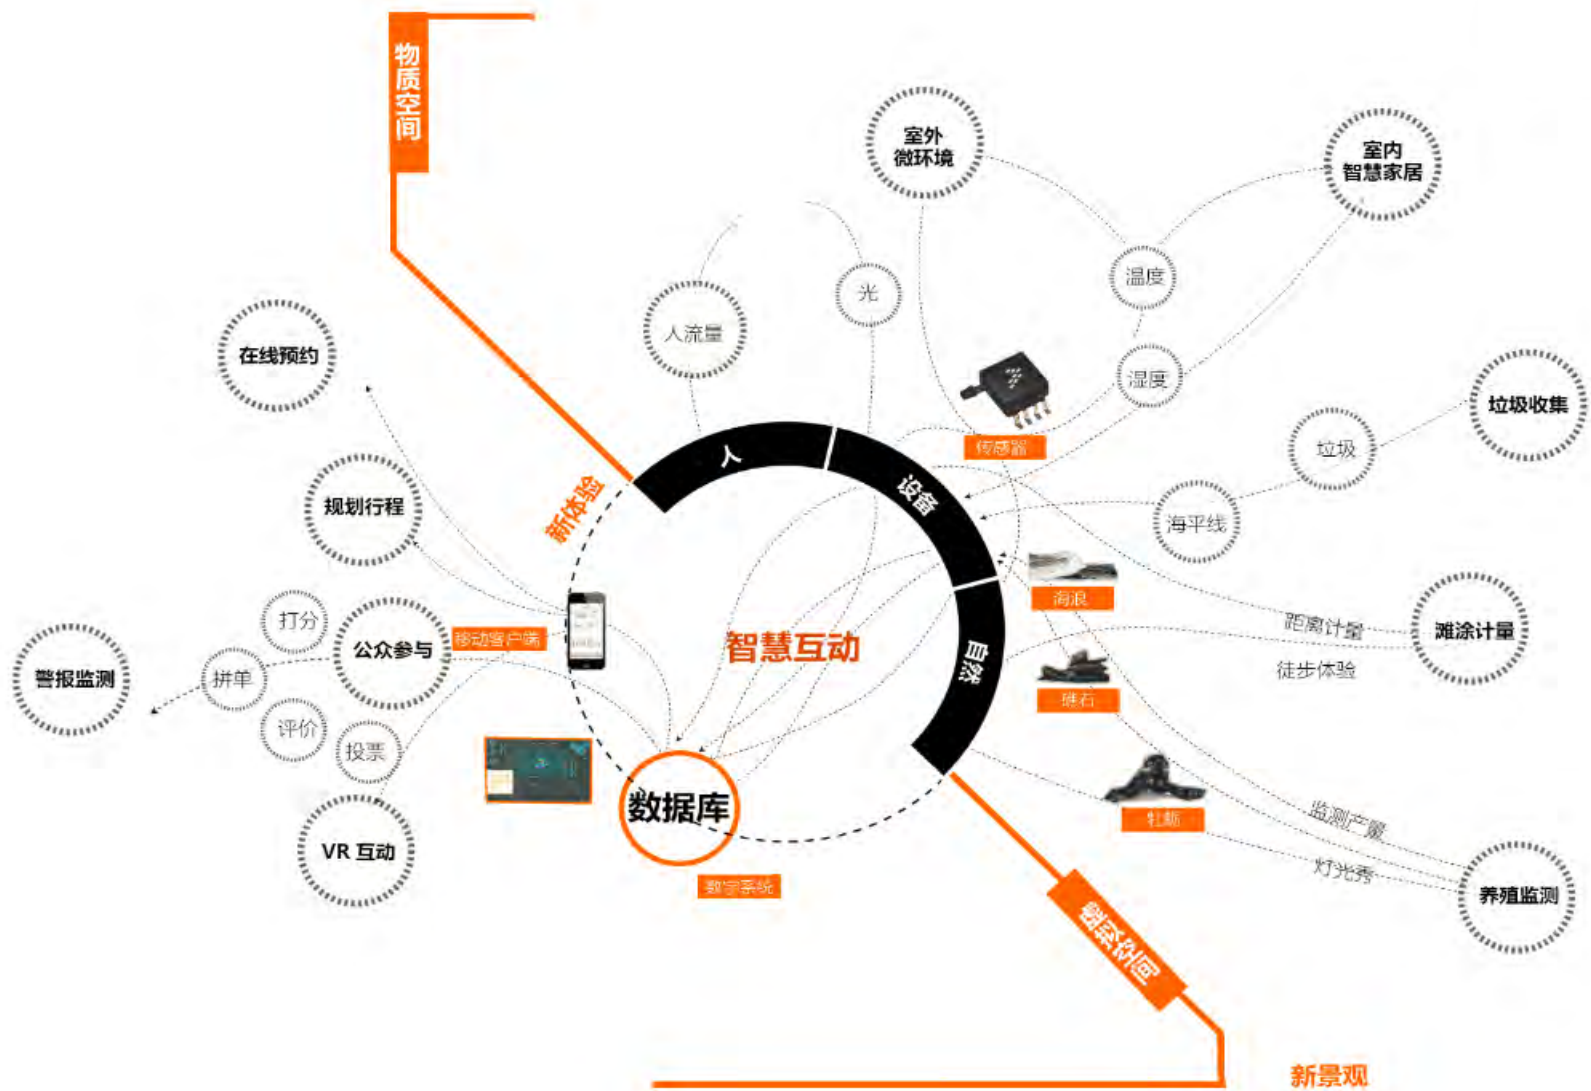 物质空间
室外
微环境
室内
智慧家居
温度
光
人流量
湿度
在线预约
传感器
垃圾收集
垃圾
人
设备
自然
新体验
规划行程
海平线
海浪
打分
公众参与
移动客户端
智慧互动
距离计量
滩涂计量
徒步体验
警报监测
拼单
礁石
评价
投票
数据库
牡蛎
监测产量
灯光秀
VR 互动
数字系统
养殖监测
虚拟空间
新景观